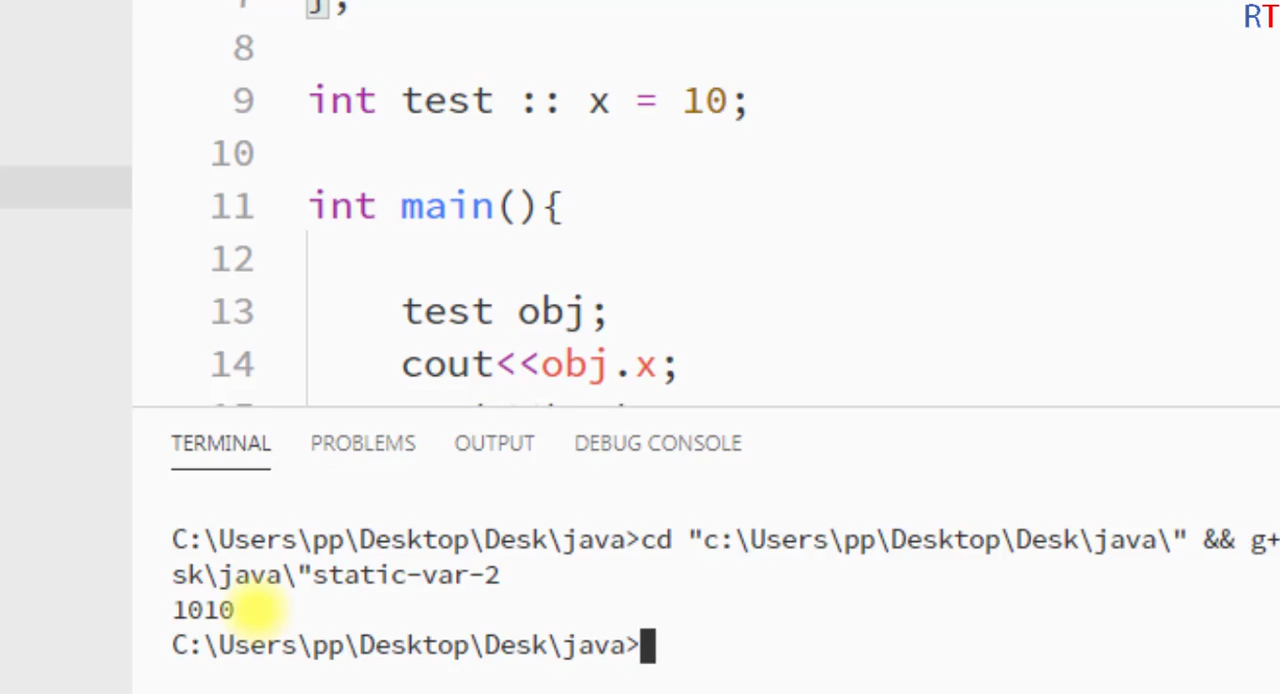 RT
7 };
8
9 int test :: x = 10;
10
11 int main(){
12
13 test obj;
14 cout<<obj.x;
TERMINAL PROBLEMS OUTPUT DEBUG CONSOLE
C:\Users\pp\Desktop\Desk\java>cd "c:\Users\pp\Desktop\Desk\java\" && g+
sk\java\"static-var-2
1010
C:\Users\pp\Desktop\Desk\java>